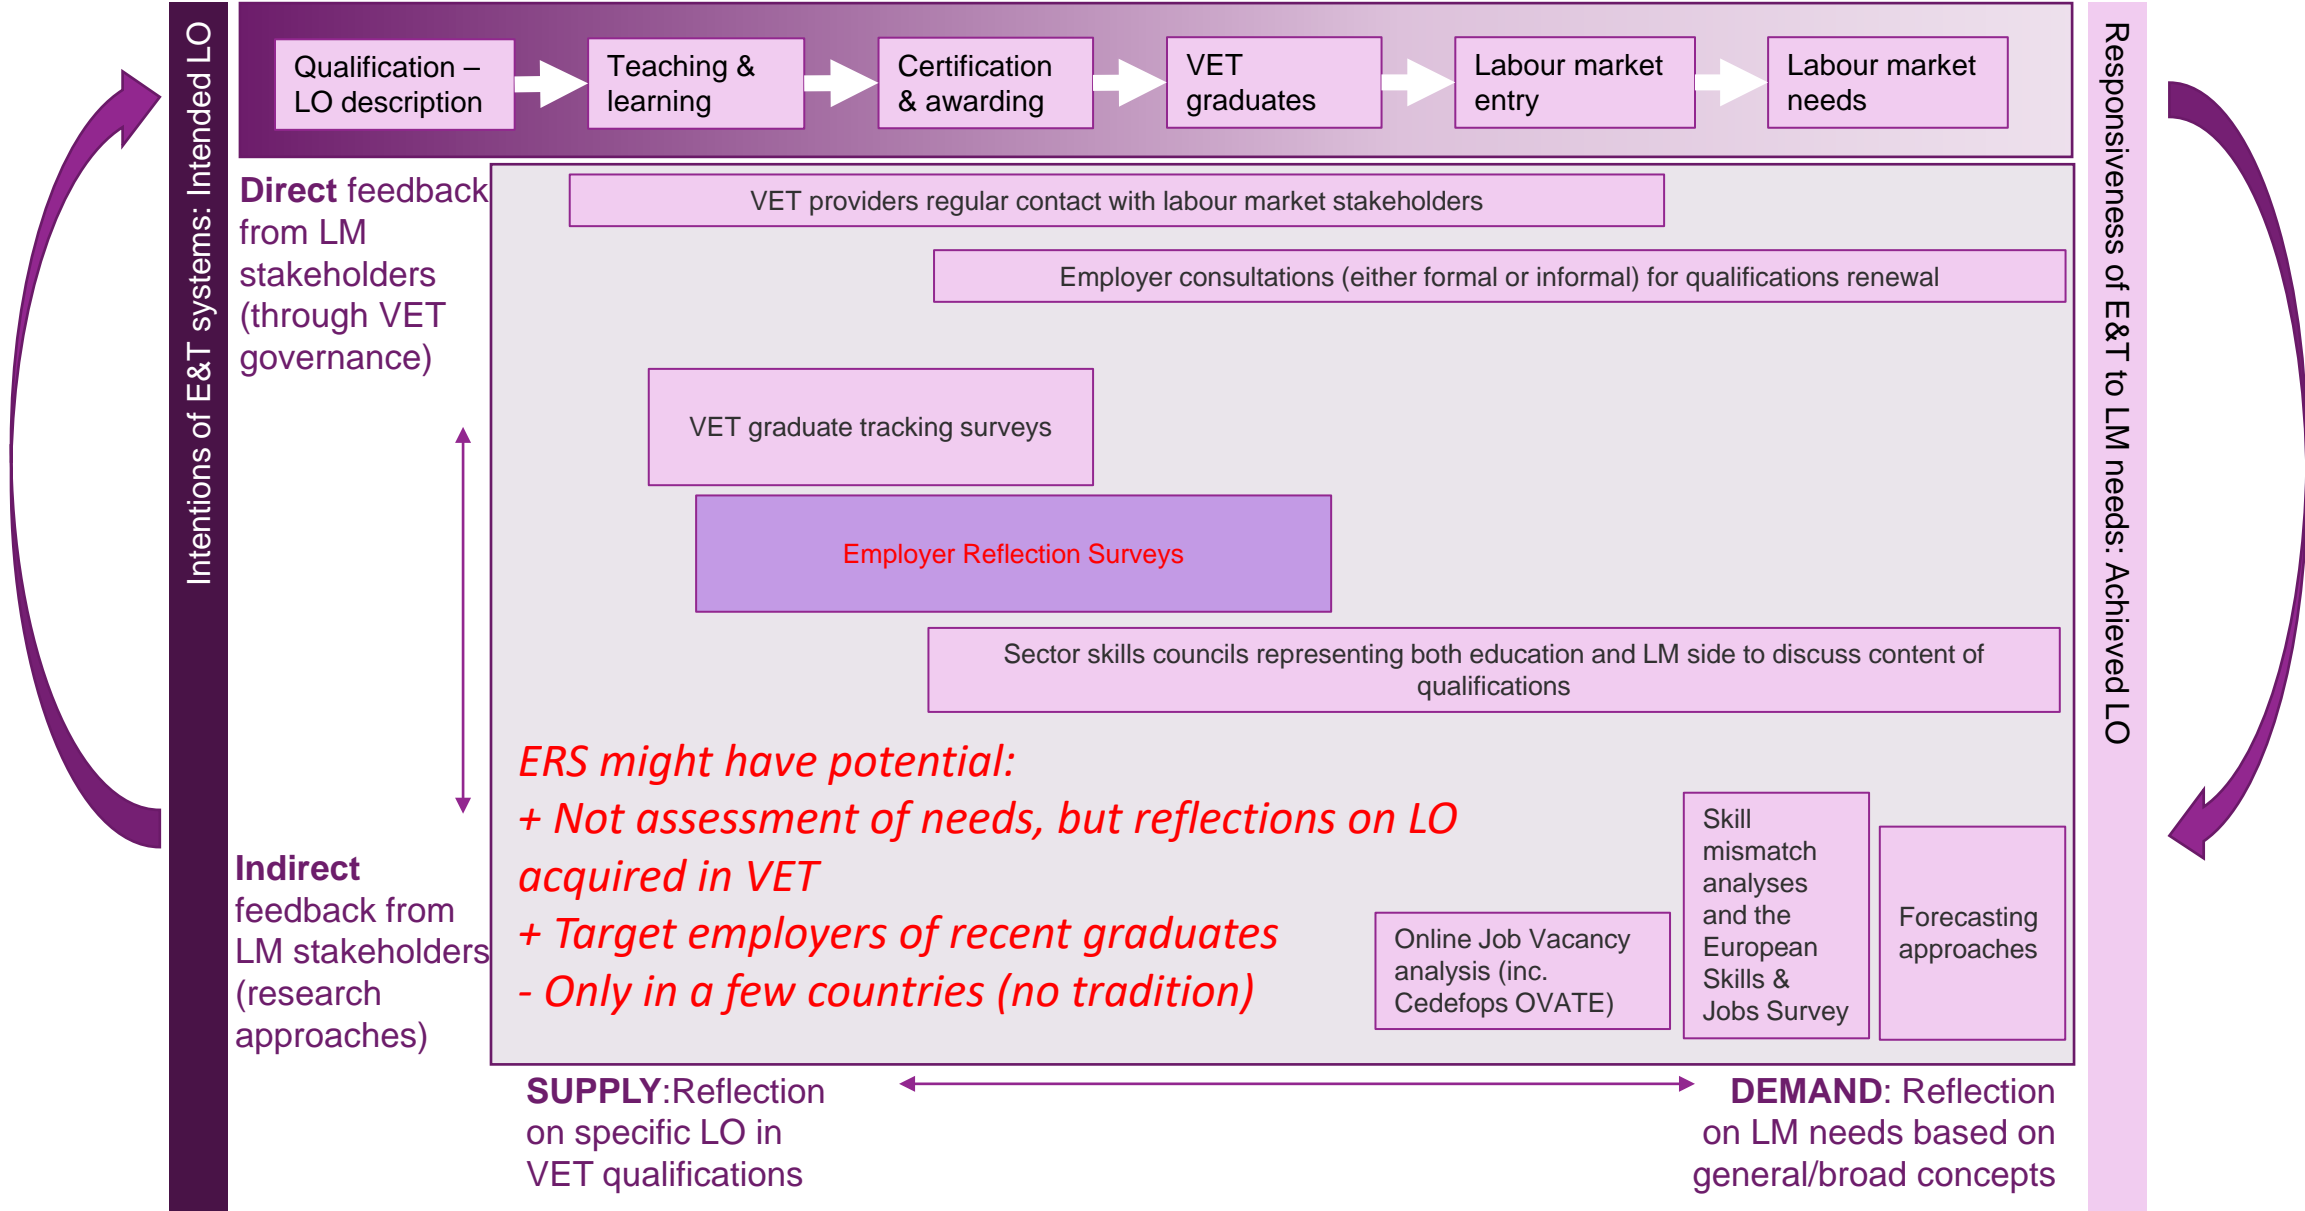 Intentions of E&T systems: Intended LO
Qualification –
LO description
Teaching &
learning
Certification
& awarding
VET
graduates
Labour market
entry
Labour market
needs
Responsiveness of E&T to LM needs: Achieved LO
Direct feedback
from LM
stakeholders
(through VET
governance)
VET providers regular contact with labour market stakeholders
Employer consultations (either formal or informal) for qualifications renewal
VET graduate tracking surveys
Employer Reflection Surveys
Sector skills councils representing both education and LM side to discuss content of
qualifications
ERS might have potential:
+ Not assessment of needs, but reflections on LO
acquired in VET
+ Target employers of recent graduates
- Only in a few countries (no tradition)
Indirect
feedback from
LM stakeholders
(research
approaches)
Online Job Vacancy
analysis (inc.
Cedefops OVATE)
Skill
mismatch
analyses
and the
European
Skills &
Jobs Survey
Forecasting
approaches
SUPPLY:Reflection
on specific LO in
VET qualifications
DEMAND: Reflection
on LM needs based on
general/broad concepts